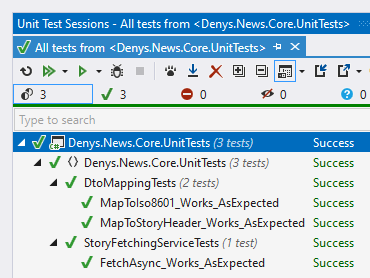 Unit Test Sessions - All tests from <Denys.News.Core.UnitTests>
All tests from <Denys.News.Core.UnitTests>
3 3 0 0 0
Type to search
Denys.News.Core.UnitTests (3 tests) Success
Denys.News.Core.UnitTests (3 tests) Success
DtoMappingTests (2 tests) Success
MapToIso8601_Works_AsExpected Success
MapToStoryHeader_Works_AsExpected Success
StoryFetchingServiceTests (1 test) Success
FetchAsync_Works_AsExpected Success